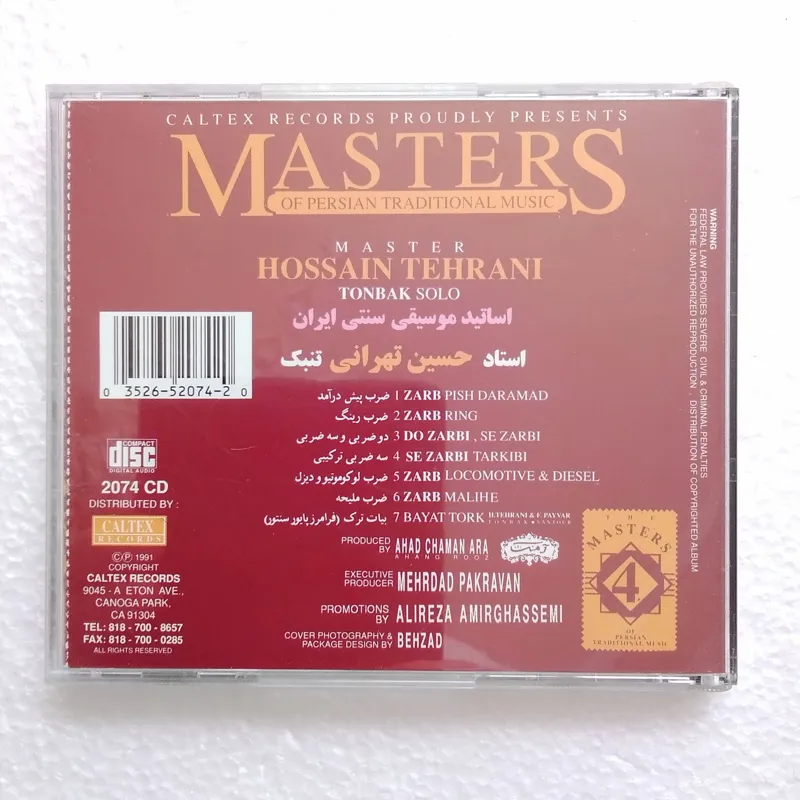 CALTEX RECORDS PROUDLY PRESENTS
MASTERS
OF PERSIAN TRADITIONAL MUSIC
MASTER
HOSSAIN TEHRANI
TONBAK SOLO
اساتید موسیقی سنتی ایران
استاد حسین تهرانی تنبک
0 3526-52074-2 0
ضرب پیش درآمد 1 ZARB PISH DARAMAD
ضرب رینگ 2 ZARB RING
دو ضربی و سه ضربی 3 DO ZARBI , SE ZARBI
سه ضربی ترکیبی 4 SE ZARBI TARKIBI
ضرب لوکوموتیو و دیزل 5 ZARB LOCOMOTIVE & DIESEL
ضرب ملیحه 6 ZARB MALIHE
بیات ترک (فرامرز پایور سنتور) 7 BAYAT TORK H.TEHRANI & F. PAYVAR
TONBAK SANTOUR
COMPACT
disc
DIGITAL AUDIO
2074 CD
DISTRIBUTED BY :
CALTEX
RECORDS
©℗ 1991
COPYRIGHT
CALTEX RECORDS
9045 - A ETON AVE.,
CANOGA PARK,
CA 91304
TEL: 818 - 700 - 8657
FAX: 818 - 700 - 0285
ALL RIGHTS RESERVED
PRODUCED BY AHAD CHAMAN ARA
AHANG ROOZ
EXECUTIVE PRODUCER MEHRDAD PAKRAVAN
PROMOTIONS BY ALIREZA AMIRGHASSEMI
COVER PHOTOGRAPHY & PACKAGE DESIGN BY BEHZAD
THE
MASTERS
4
OF
PERSIAN
TRADITIONAL MUSIC
WARNING
FEDERAL LAW PROVIDES SEVERE CIVIL & CRIMINAL PENALTIES
FOR THE UNAUTHORIZED REPRODUCTION . DISTRIBUTION OF COPYRIGHTED ALBUM